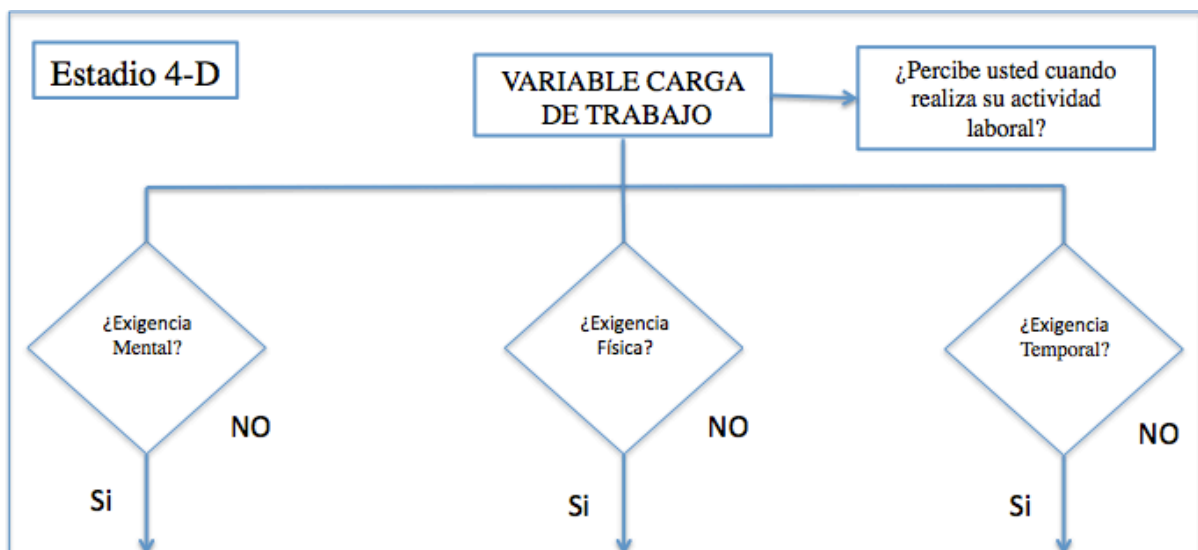 Estadio 4-D
VARIABLE CARGA
DE TRABAJO
¿Percibe usted cuando
realiza su actividad
laboral?
¿Exigencia
Mental?
NO
Si
¿Exigencia
Física?
NO
Si
¿Exigencia
Temporal?
NO
Si